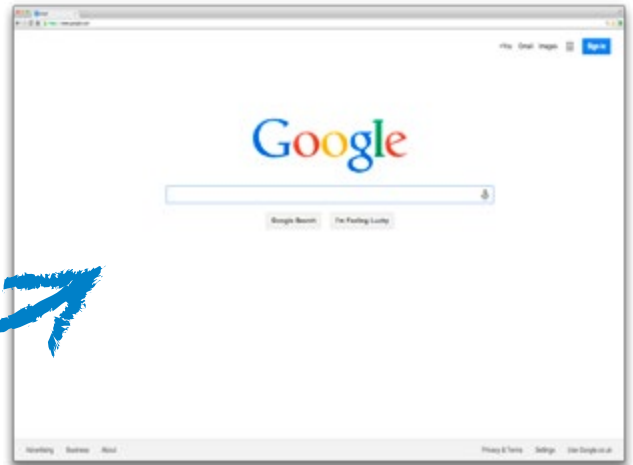 +You Gmail Images Sign in
Google
Google Search I'm Feeling Lucky
Advertising Business About Privacy & Terms Settings Use Google.co.uk